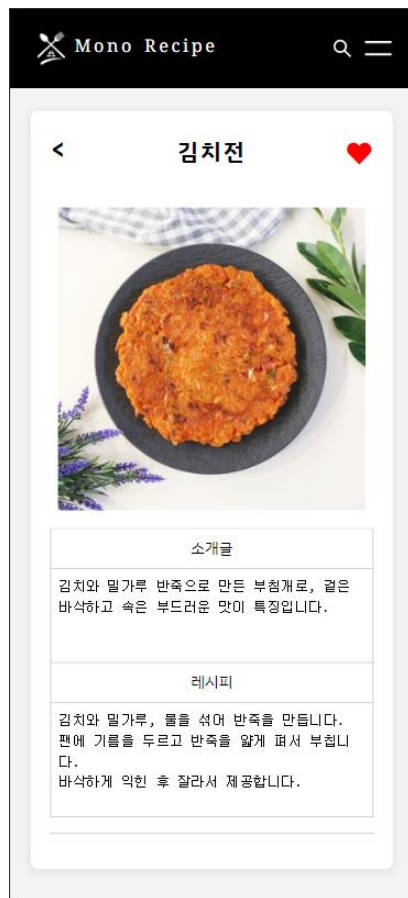 Mono Recipe
<
김치전
소개글
김치와 밀가루 반죽으로 만든 부침개로, 겉은
바삭하고 속은 부드러운 맛이 특징입니다.
레시피
김치와 밀가루, 물을 섞어 반죽을 만듭니다.
팬에 기름을 두르고 반죽을 얇게 펴서 부칩니
다.
바삭하게 익힌 후 잘라서 제공합니다.